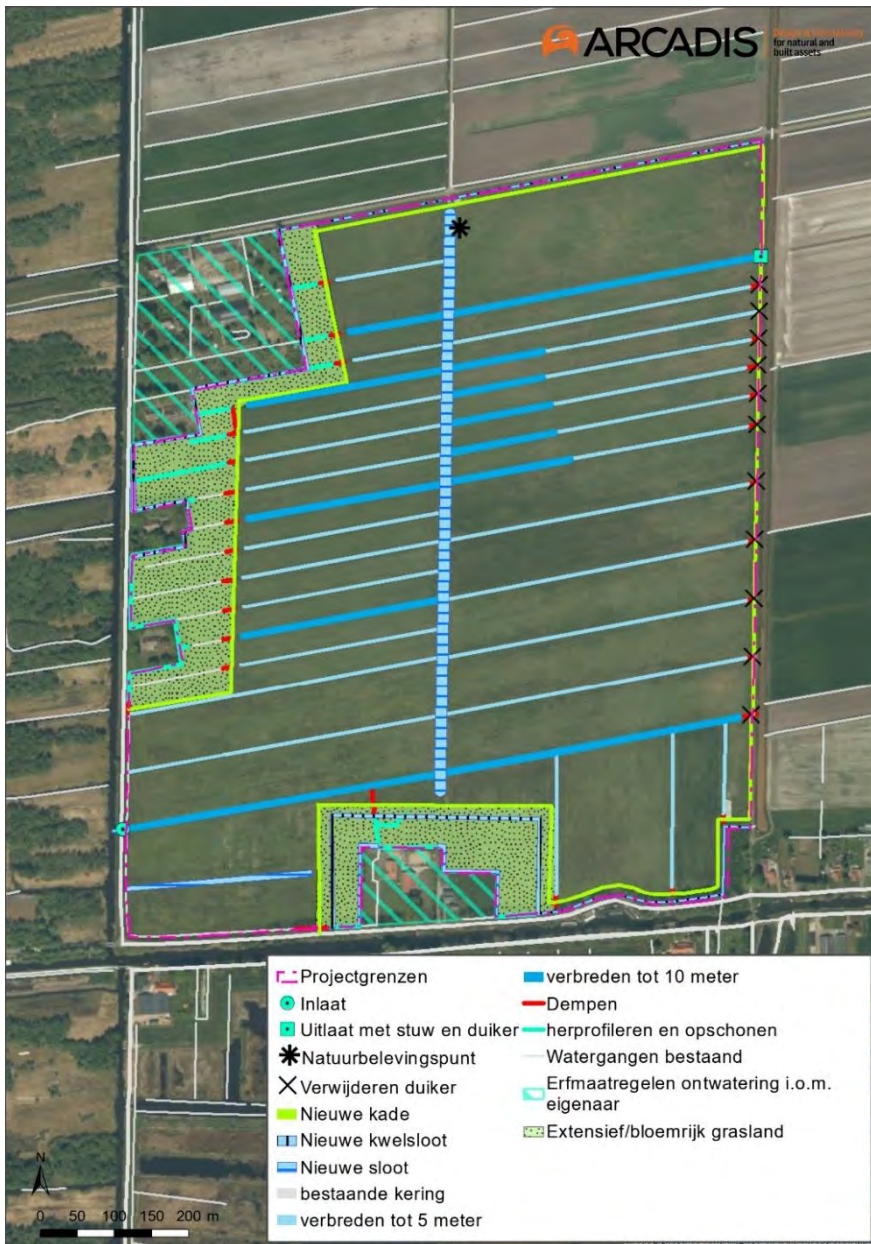 ARCADIS
for natural and
built assets
Projectgrenzen
Inlaat
Uitlaat met stuw en duiker
Natuurbelevingspunt
Verwijderen duiker
Nieuwe kade
Nieuwe kwelsloot
Nieuwe sloot
bestaande kering
verbreden tot 5 meter
verbreden tot 10 meter
Dempen
herprofileren en opschonen
Watergangen bestaand
Erfmaatregelen ontwatering i.o.m.
eigenaar
Extensief/bloemrijk grasland
N
0 50 100 150 200 m